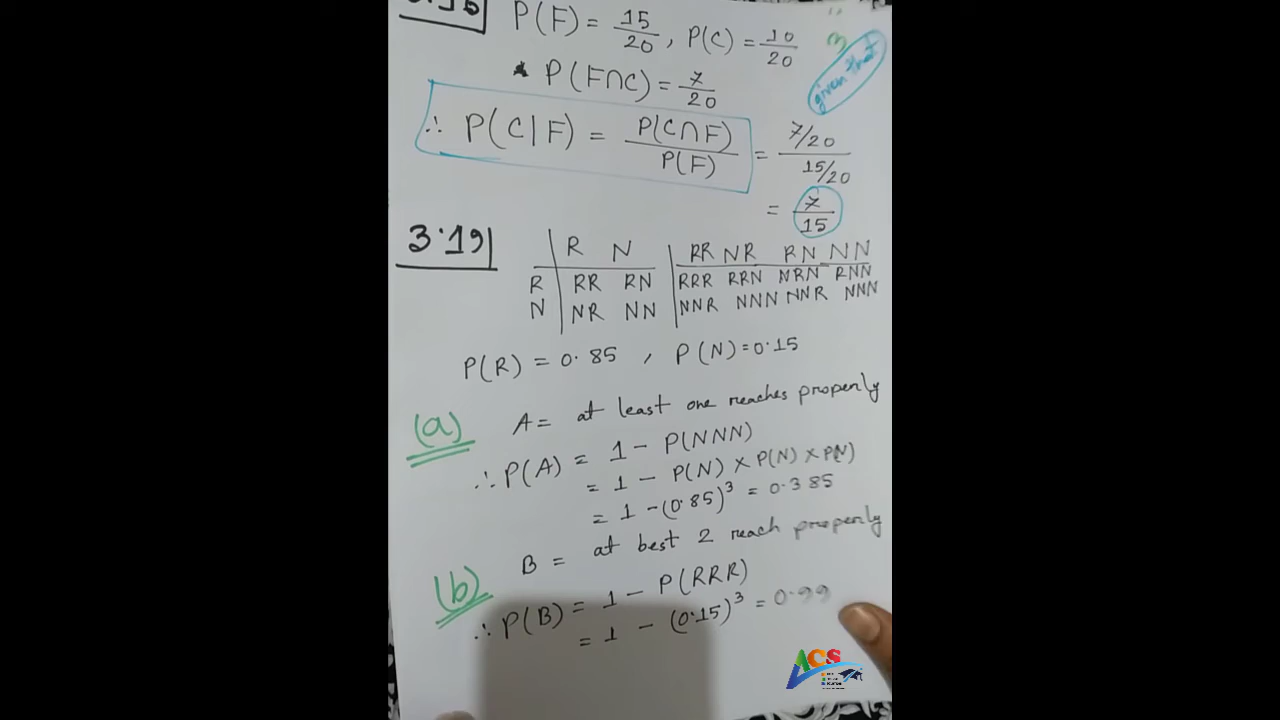 P(F) = 15/20 , P(C) = 10/20
given that
P(F∩C) = 7/20
∴ P(C|F) = P(C∩F)/P(F) = 7/20 / 15/20
= 7/15
3.19
R N | RR NR RN NN
R | RR RN | RRR RRN NRN RNN
N | NR NN | NNR NNN NNR NNN
P(R) = 0.85 , P(N) = 0.15
(a) A = at least one reaches properly
∴ P(A) = 1 - P(NNN)
= 1 - P(N) × P(N) × P(N)
= 1 - (0.85)³ = 0.385
(b) B = at best 2 reach properly
∴ P(B) = 1 - P(RRR)
= 1 - (0.15)³ = 0.99
ACS